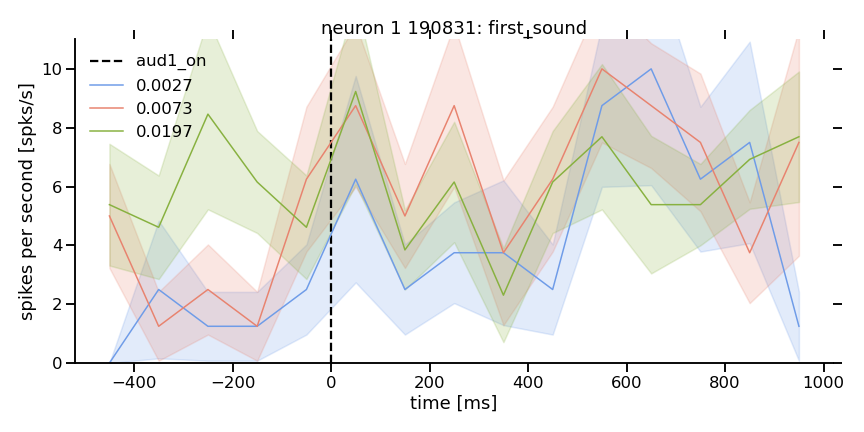 neuron 1 190831: first_sound
spikes per second [spks/s]
10
8
6
4
2
0
aud1_on
0.0027
0.0073
0.0197
−400 −200 0 200 400 600 800 1000
time [ms]